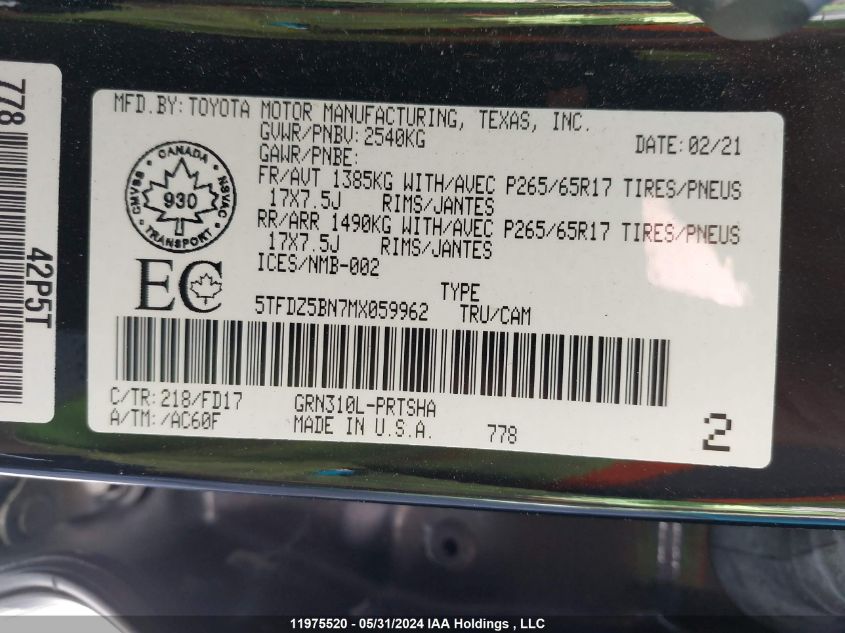 778
42P5T
MFD.BY:TOYOTA MOTOR MANUFACTURING, TEXAS, INC.
GVWR/PNBV:2540KG DATE:02/21
GAWR/PNBE:
FR/AVT 1385KG WITH/AVEC P265/65R17 TIRES/PNEUS
17X7.5J RIMS/JANTES
RR/ARR 1490KG WITH/AVEC P265/65R17 TIRES/PNEUS
17X7.5J RIMS/JANTES
ICES/NMB-002
CANADA
CMVSS 930 NSVAC
TRANSPORT
EC
TYPE
5TFDZ5BN7MX059962 TRU/CAM
C/TR:218/FD17 GRN310L-PRTSHA
A/TM:/AC60F MADE IN U.S.A. 778
2
11975520 - 05/31/2024 IAA Holdings , LLC